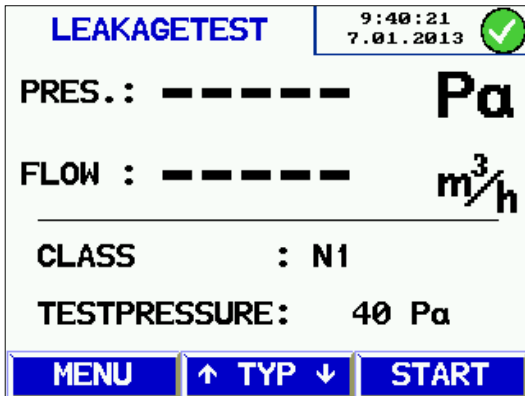 LEAKAGETEST
9:40:21
7.01.2013
PRES.: ----- Pa
FLOW : ----- m³/h
CLASS : N1
TESTPRESSURE: 40 Pa
MENU ↑ TYP ↓ START